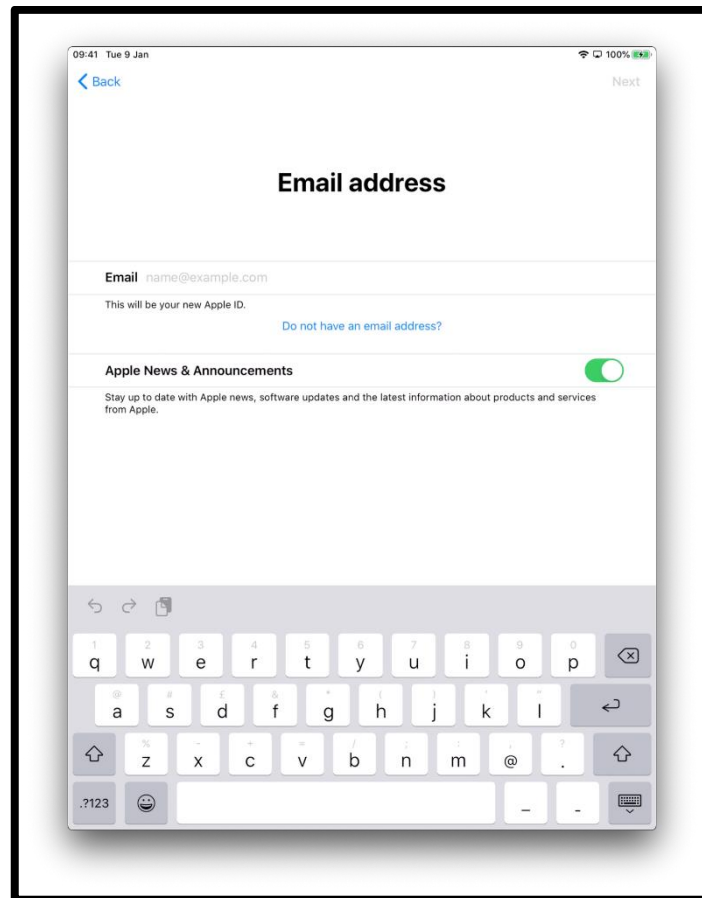 09:41 Tue 9 Jan 100%
Back Next
Email address
Email name@example.com
This will be your new Apple ID.
Do not have an email address?
Apple News & Announcements
Stay up to date with Apple news, software updates and the latest information about products and services
from Apple.
1 2 3 4 5 6 7 8 9 0
q w e r t y u i o p
@ # £ & * ( ) ' "
a s d f g h j k l
% - + = / ; : , ?
z x c v b n m @ .
.?123 _ -